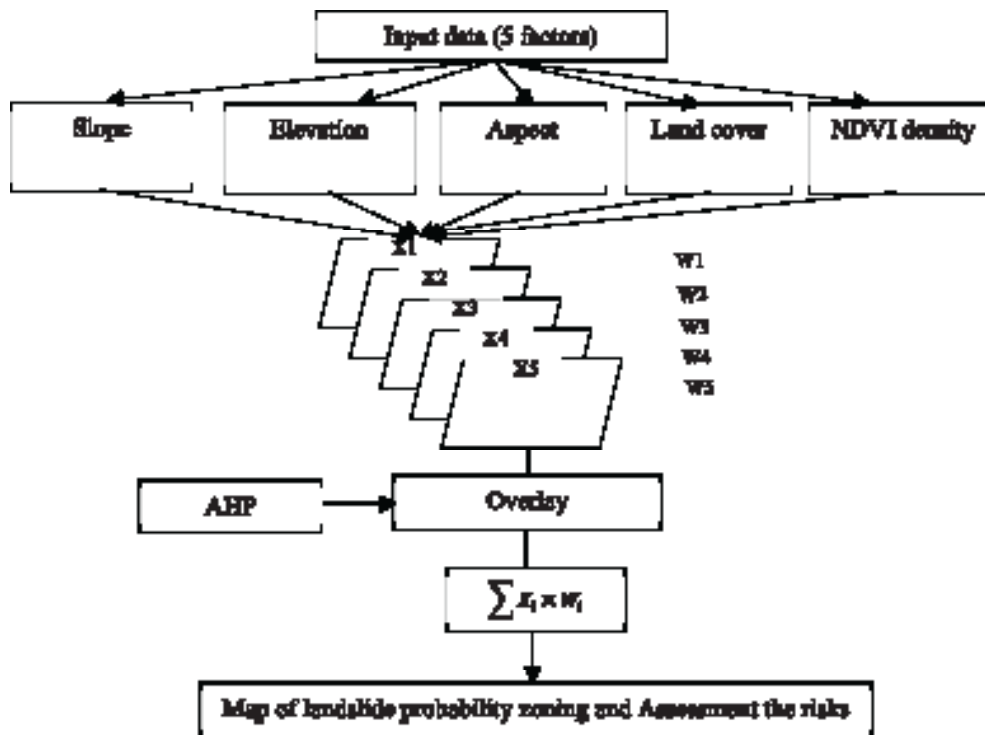 Input data (5 factors)
Slope
Elevation
Aspect
Land cover
NDVI density
X1
X2
X3
X4
X5
W1
W2
W3
W4
W5
AHP
Overlay
∑ Xi × Wi
Map of landslide probability zoning and Assessment the risks